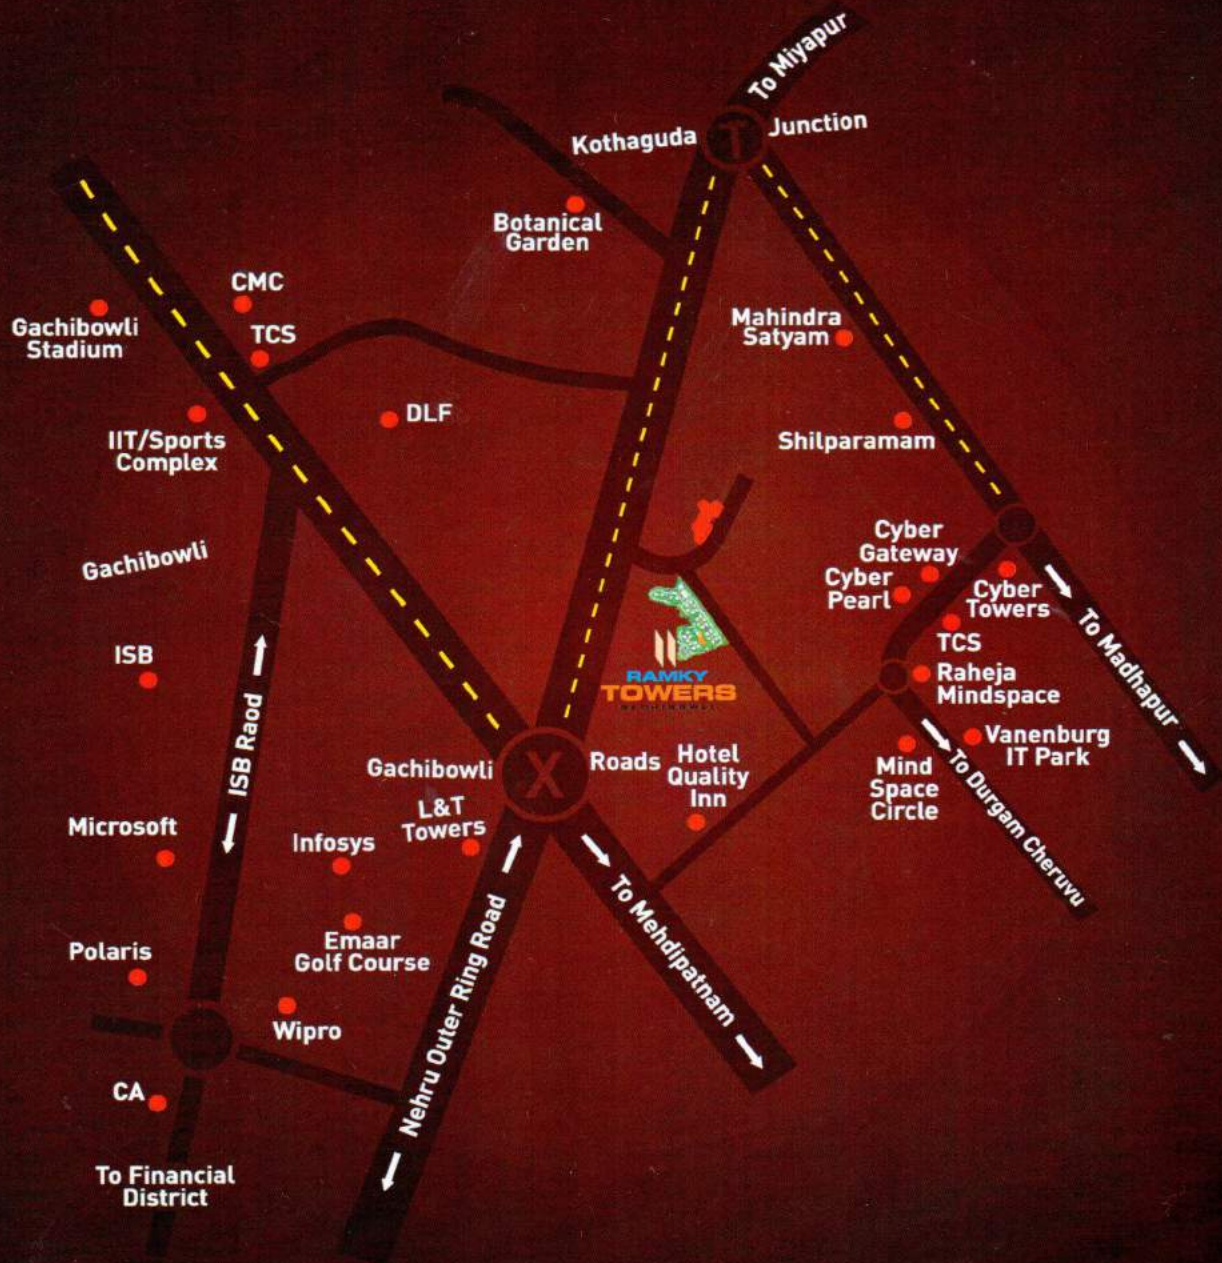 To Miyapur
Kothaguda
T
Junction
Botanical
Garden
CMC
Gachibowli
Stadium
TCS
Mahindra
Satyam
DLF
IIT/Sports
Complex
Shilparamam
Cyber
Gateway
Cyber
Pearl
Cyber
Towers
TCS
To Madhapur
Gachibowli
ISB
ISB Raod
RAMKY
TOWERS
Raheja
Mindspace
Vanenburg
IT Park
Mind
Space
Circle
To Durgam Cheruvu
Gachibowli
X
Roads
Hotel
Quality
Inn
L&T
Towers
Microsoft
Infosys
To Mehdipatnam
Nehru Outer Ring Road
Emaar
Golf Course
Polaris
Wipro
CA
To Financial
District